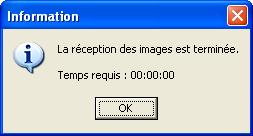 Information
La réception des images est terminée.
Temps requis : 00:00:00
OK